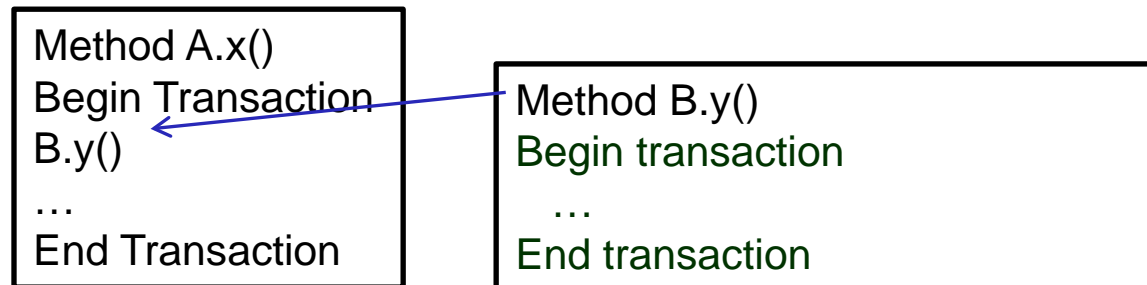 Method A.x()
Begin Transaction
B.y()
…
End Transaction
Method B.y()
Begin transaction
…
End transaction